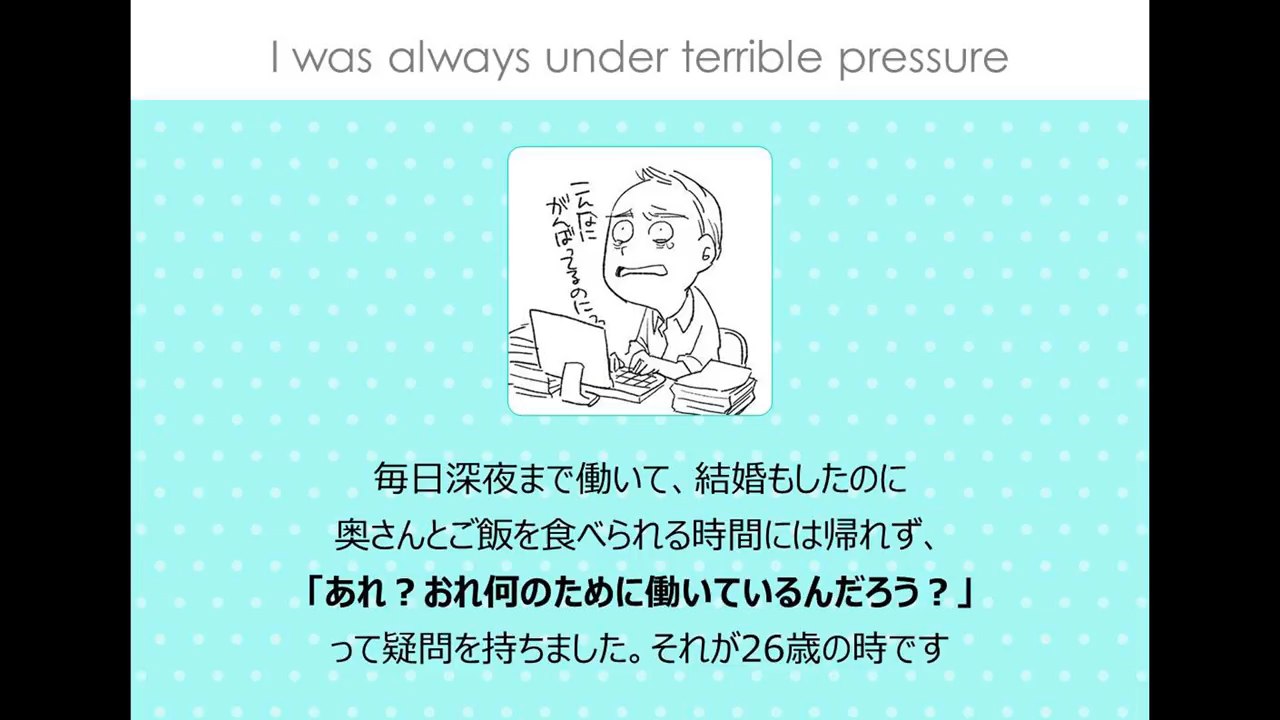 I was always under terrible pressure
こんなに
がんばってるのにっ
毎日深夜まで働いて、結婚もしたのに
奥さんとご飯を食べられる時間には帰れず、
「あれ？おれ何のために働いているんだろう？」
って疑問を持ちました。それが26歳の時です